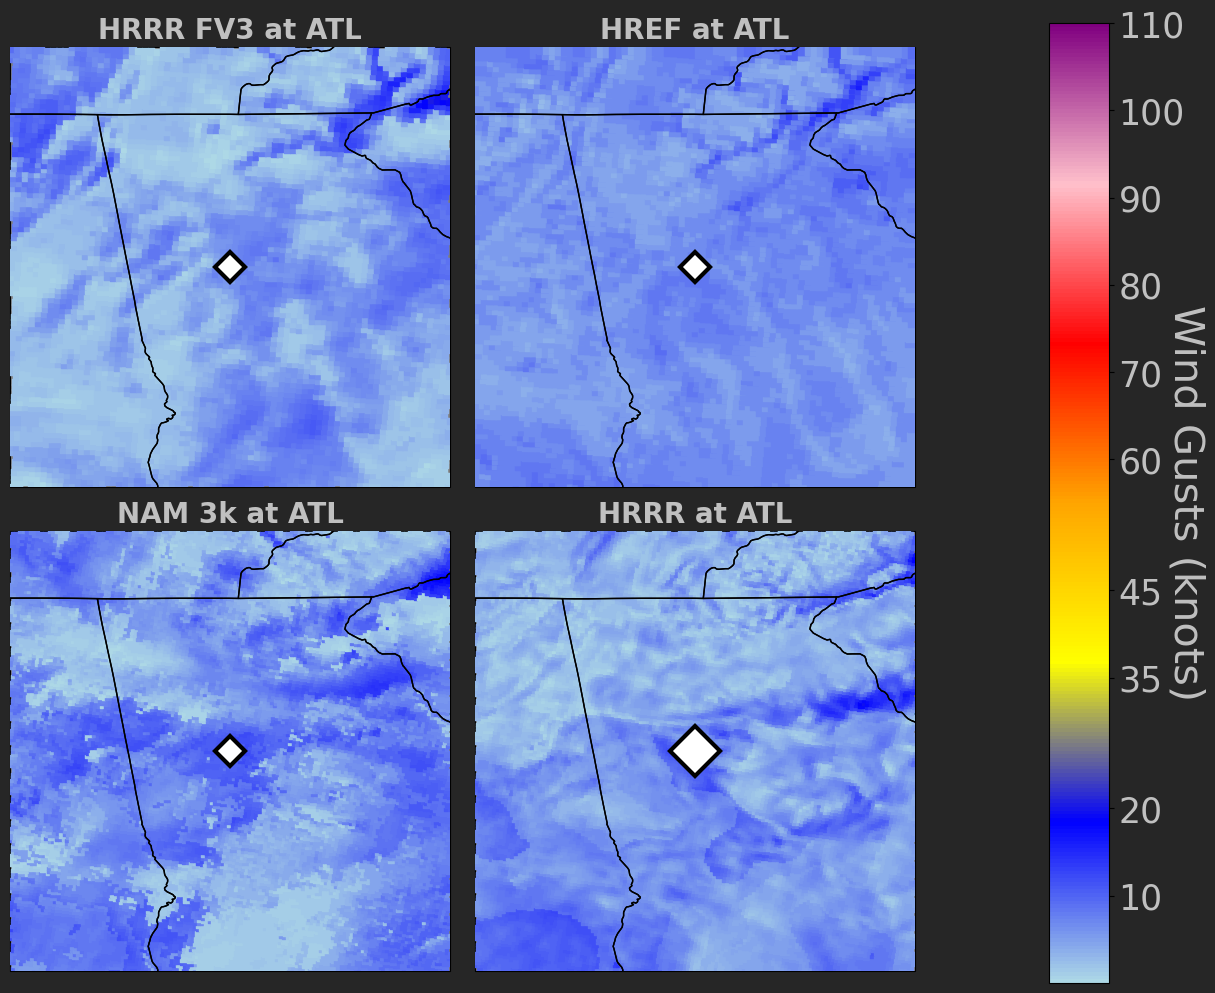 HRRR FV3 at ATL
HREF at ATL
NAM 3k at ATL
HRRR at ATL
110
100
90
80
70
60
45
35
20
10
Wind Gusts (knots)